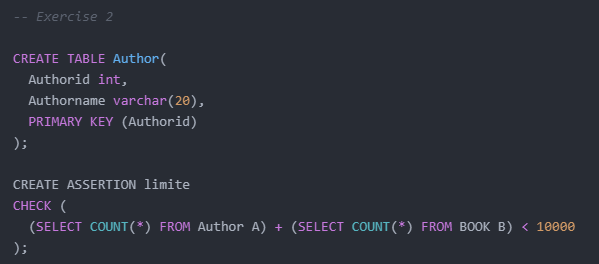 -- Exercise 2
CREATE TABLE Author(
Authorid int,
Authorname varchar(20),
PRIMARY KEY (Authorid)
);
CREATE ASSERTION limite
CHECK (
(SELECT COUNT(*) FROM Author A) + (SELECT COUNT(*) FROM BOOK B) < 10000
);